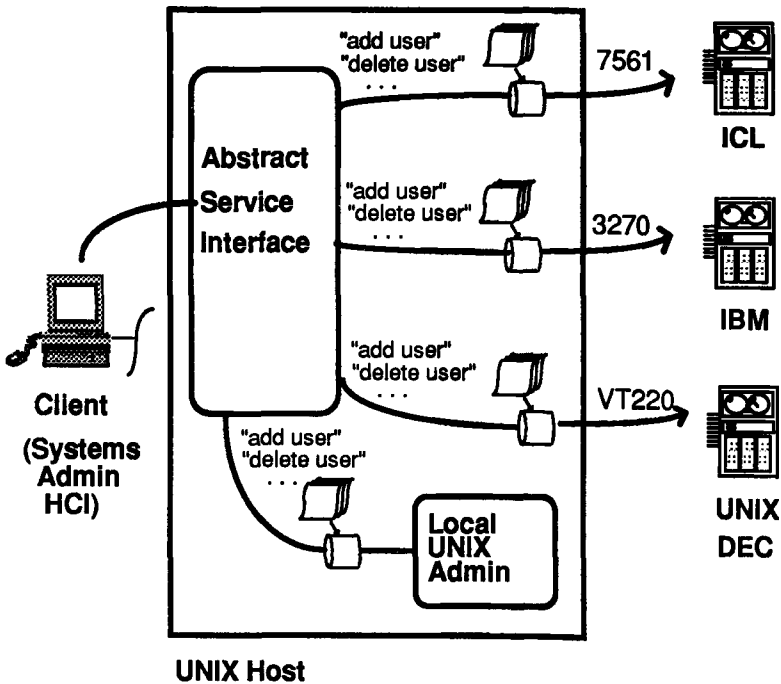 "add user"
"delete user"
. . .
7561
ICL
Abstract
Service
Interface
"add user"
"delete user"
. . .
3270
IBM
"add user"
"delete user"
. . .
VT220
UNIX
DEC
Client
(Systems
Admin
HCI)
"add user"
"delete user"
. . .
Local
UNIX
Admin
UNIX Host